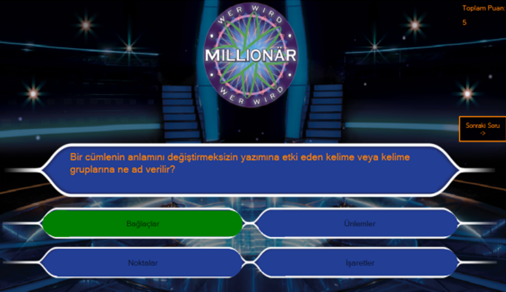 Toplam Puan:
5
WER WIRD
MILLIONÄR
WER WIRD
Sonraki Soru
->
Bir cümlenin anlamını değiştirmeksizin yazımına etki eden kelime veya kelime
gruplarına ne ad verilir?
Bağlaçlar
Ünlemler
Noktalar
İşaretler